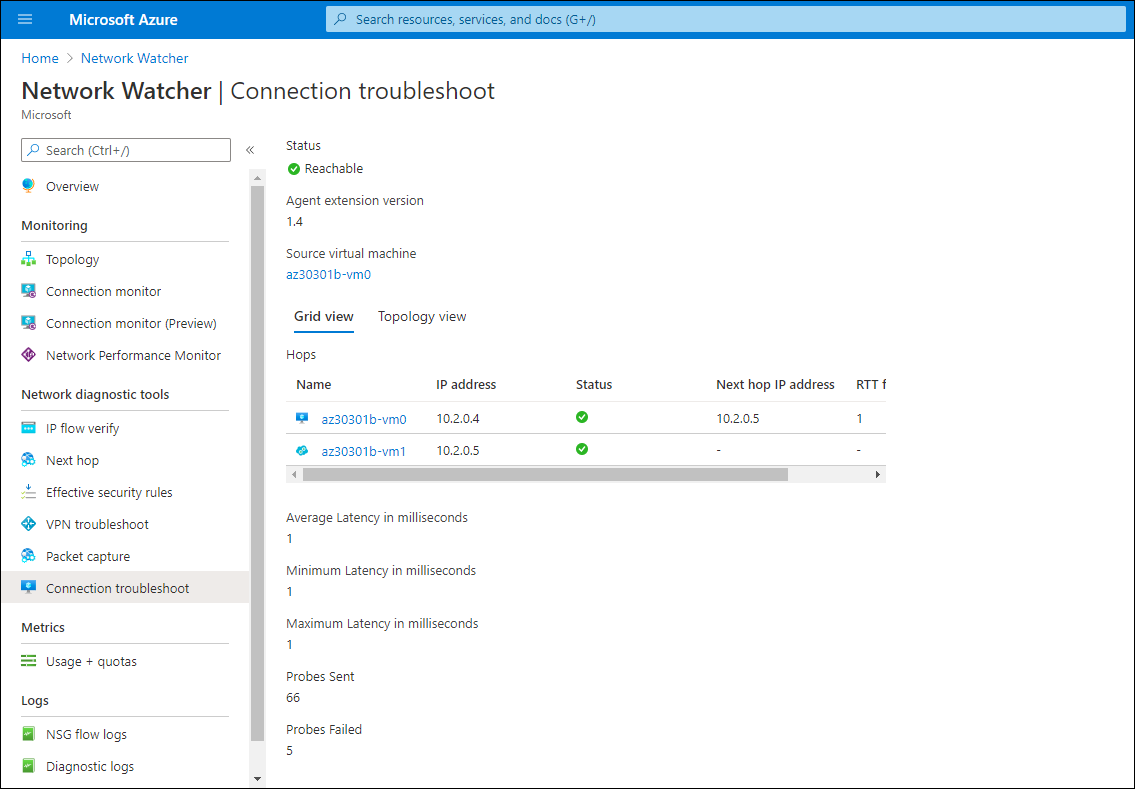 Microsoft Azure
Search resources, services, and docs (G+/)
Home > Network Watcher
Network Watcher | Connection troubleshoot
Microsoft
Search (Ctrl+/)
«
Overview
Monitoring
Topology
Connection monitor
Connection monitor (Preview)
Network Performance Monitor
Network diagnostic tools
IP flow verify
Next hop
Effective security rules
VPN troubleshoot
Packet capture
Connection troubleshoot
Metrics
Usage + quotas
Logs
NSG flow logs
Diagnostic logs
Status
Reachable
Agent extension version
1.4
Source virtual machine
az30301b-vm0
Grid view Topology view
Hops
Name IP address Status Next hop IP address RTT f
az30301b-vm0 10.2.0.4 10.2.0.5 1
az30301b-vm1 10.2.0.5 - -
Average Latency in milliseconds
1
Minimum Latency in milliseconds
1
Maximum Latency in milliseconds
1
Probes Sent
66
Probes Failed
5